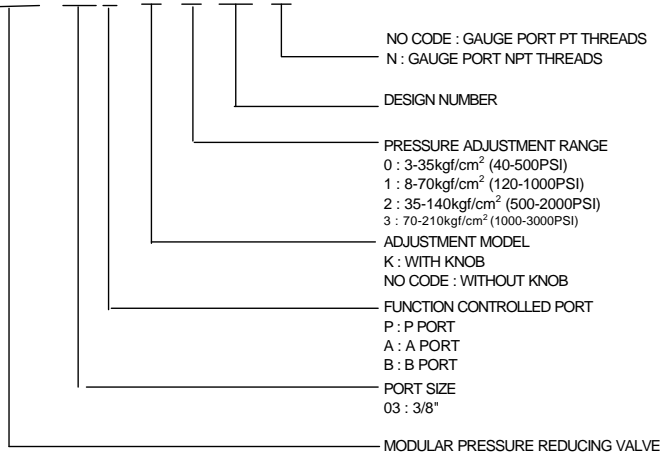 NO CODE : GAUGE PORT PT THREADS
N : GAUGE PORT NPT THREADS
DESIGN NUMBER
PRESSURE ADJUSTMENT RANGE
0 : 3-35kgf/cm² (40-500PSI)
1 : 8-70kgf/cm² (120-1000PSI)
2 : 35-140kgf/cm² (500-2000PSI)
3 : 70-210kgf/cm² (1000-3000PSI)
ADJUSTMENT MODEL
K : WITH KNOB
NO CODE : WITHOUT KNOB
FUNCTION CONTROLLED PORT
P : P PORT
A : A PORT
B : B PORT
PORT SIZE
03 : 3/8"
MODULAR PRESSURE REDUCING VALVE